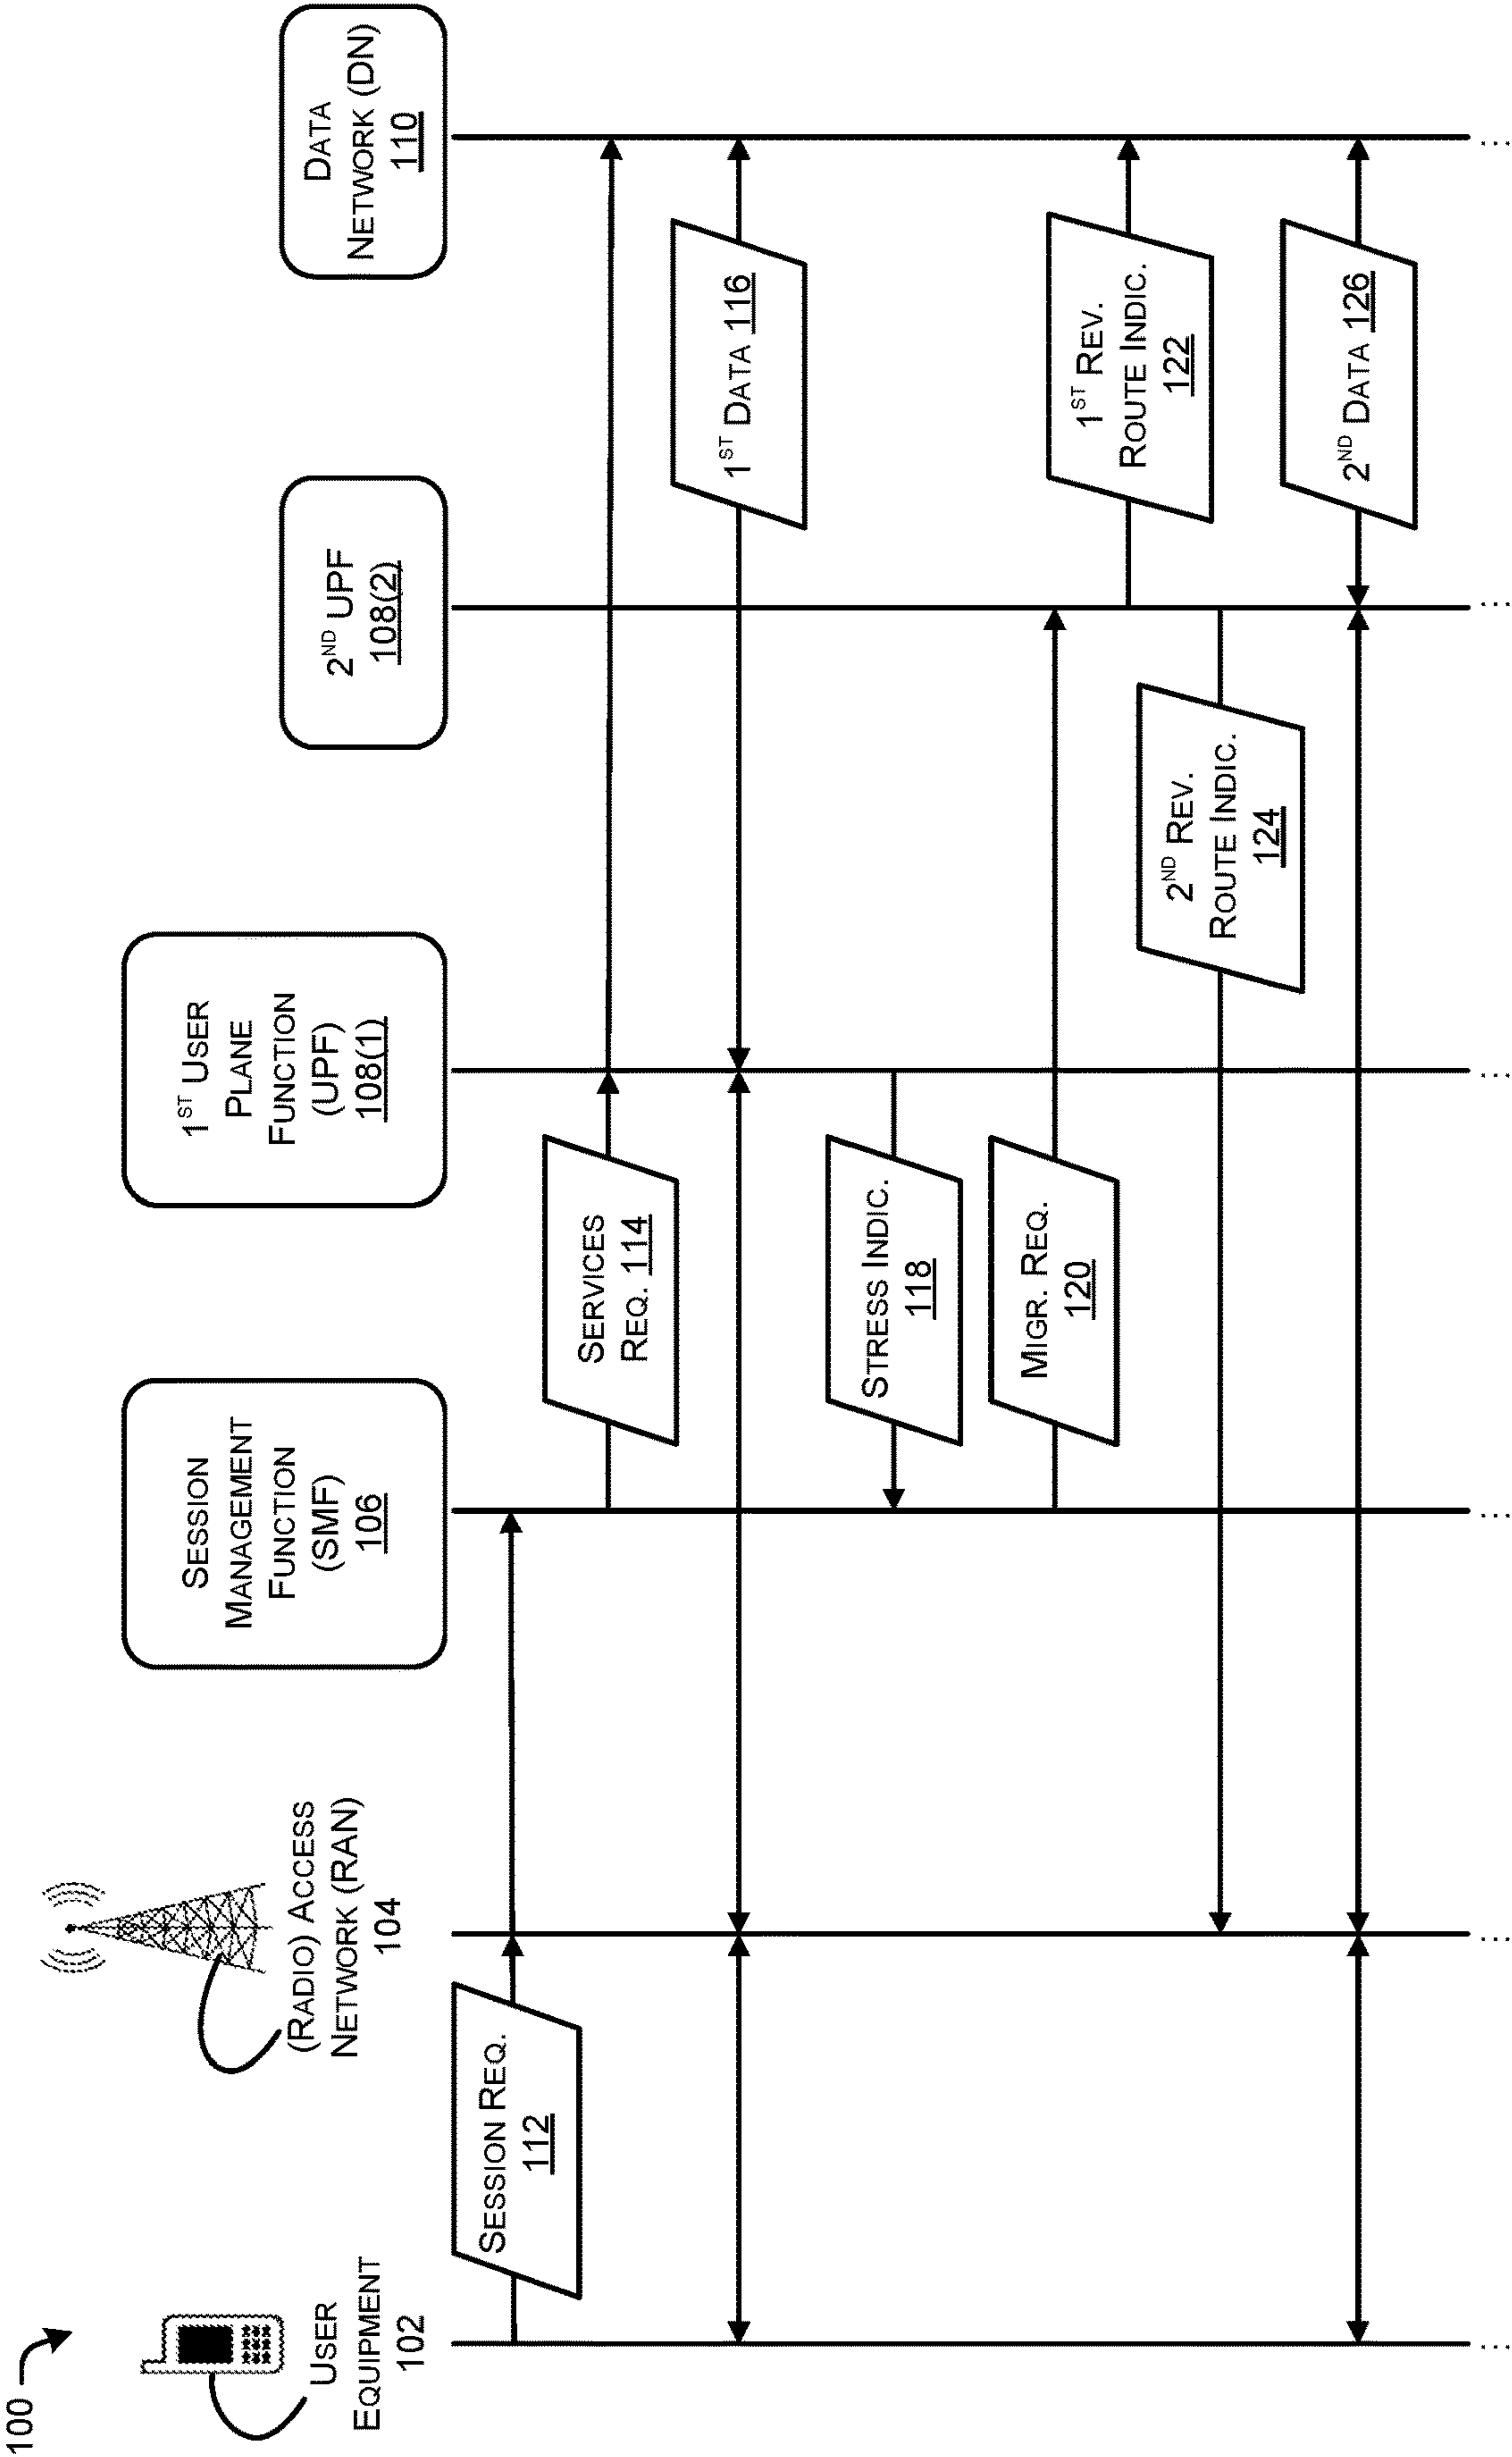 100
USER
EQUIPMENT
102
(RADIO) ACCESS
NETWORK (RAN)
104
SESSION
MANAGEMENT
FUNCTION
(SMF)
106
1ST USER
PLANE
FUNCTION
(UPF)
108(1)
2ND UPF
108(2)
DATA
NETWORK (DN)
110
SESSION REQ.
112
SERVICES
REQ. 114
1ST DATA 116
STRESS INDIC.
118
MIGR. REQ.
120
1ST REV.
ROUTE INDIC.
122
2ND REV.
ROUTE INDIC.
124
2ND DATA 126
...
...
...
...
...
...